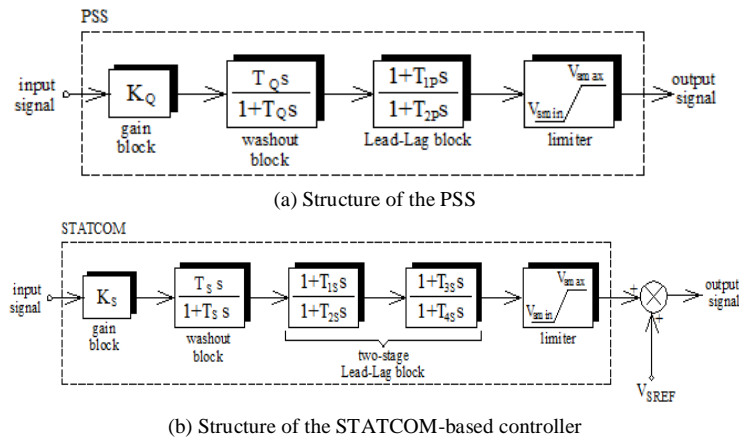 PSS
input signal
K_Q
gain block
T_Q s
1+T_Q s
washout block
1+T_1P s
1+T_2P s
Lead-Lag block
V_smax
V_smin
limiter
output signal
(a) Structure of the PSS
STATCOM
input signal
K_S
gain block
T_S s
1+T_S s
washout block
1+T_1S s
1+T_2S s
1+T_3S s
1+T_4S s
two-stage
Lead-Lag block
V_smax
V_smin
limiter
+
+
V_SREF
output signal
(b) Structure of the STATCOM-based controller